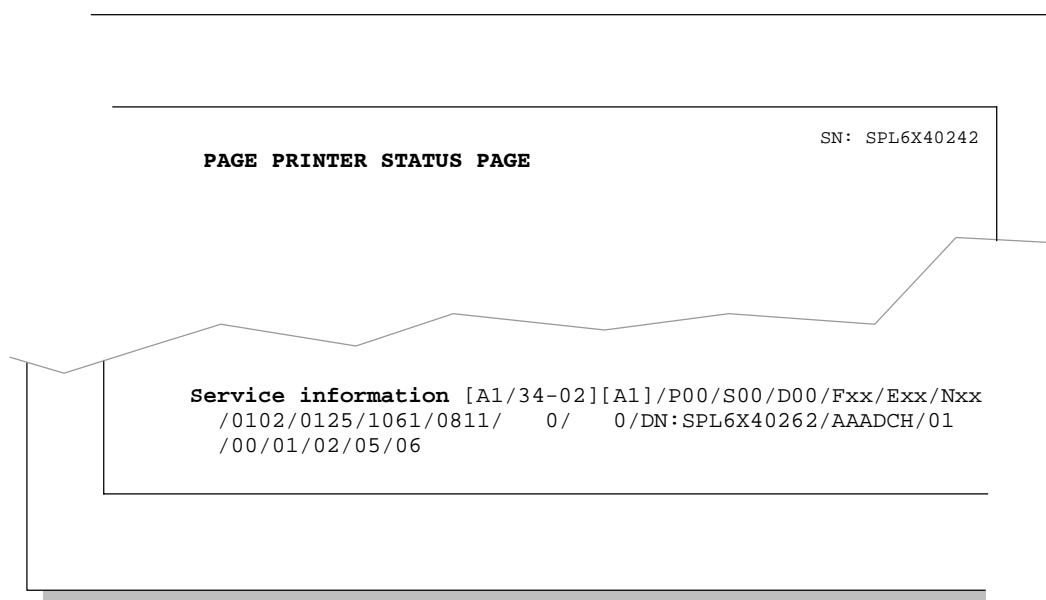 SN: SPL6X40242
PAGE PRINTER STATUS PAGE
Service information [A1/34-02][A1]/P00/S00/D00/Fxx/Exx/Nxx
/0102/0125/1061/0811/   0/   0/DN:SPL6X40262/AAADCH/01
/00/01/02/05/06